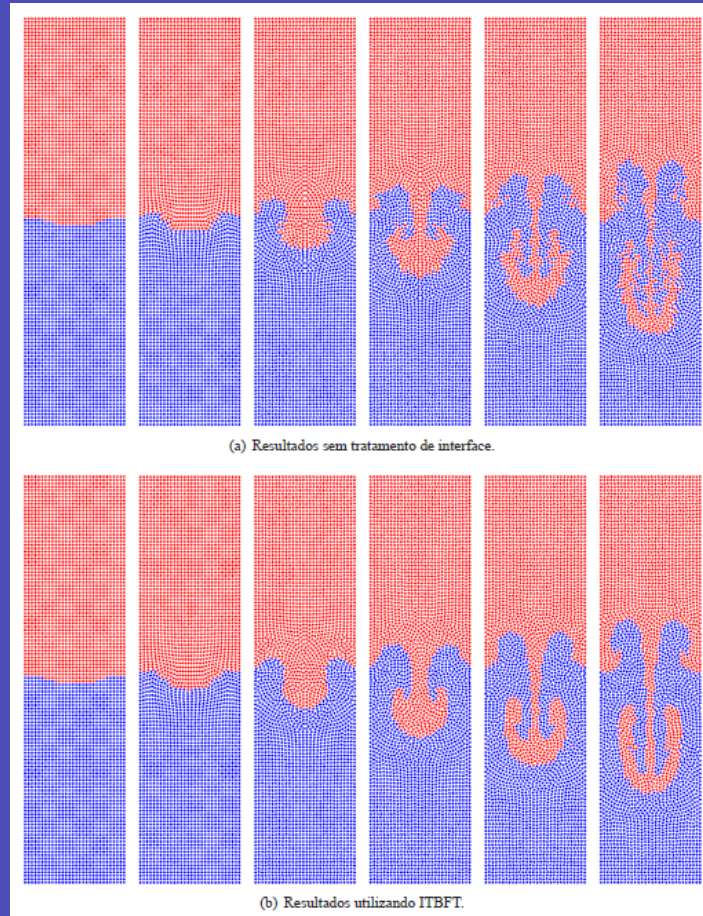 (a) Resultados sem tratamento de interface.
(b) Resultados utilizando ITBFT.